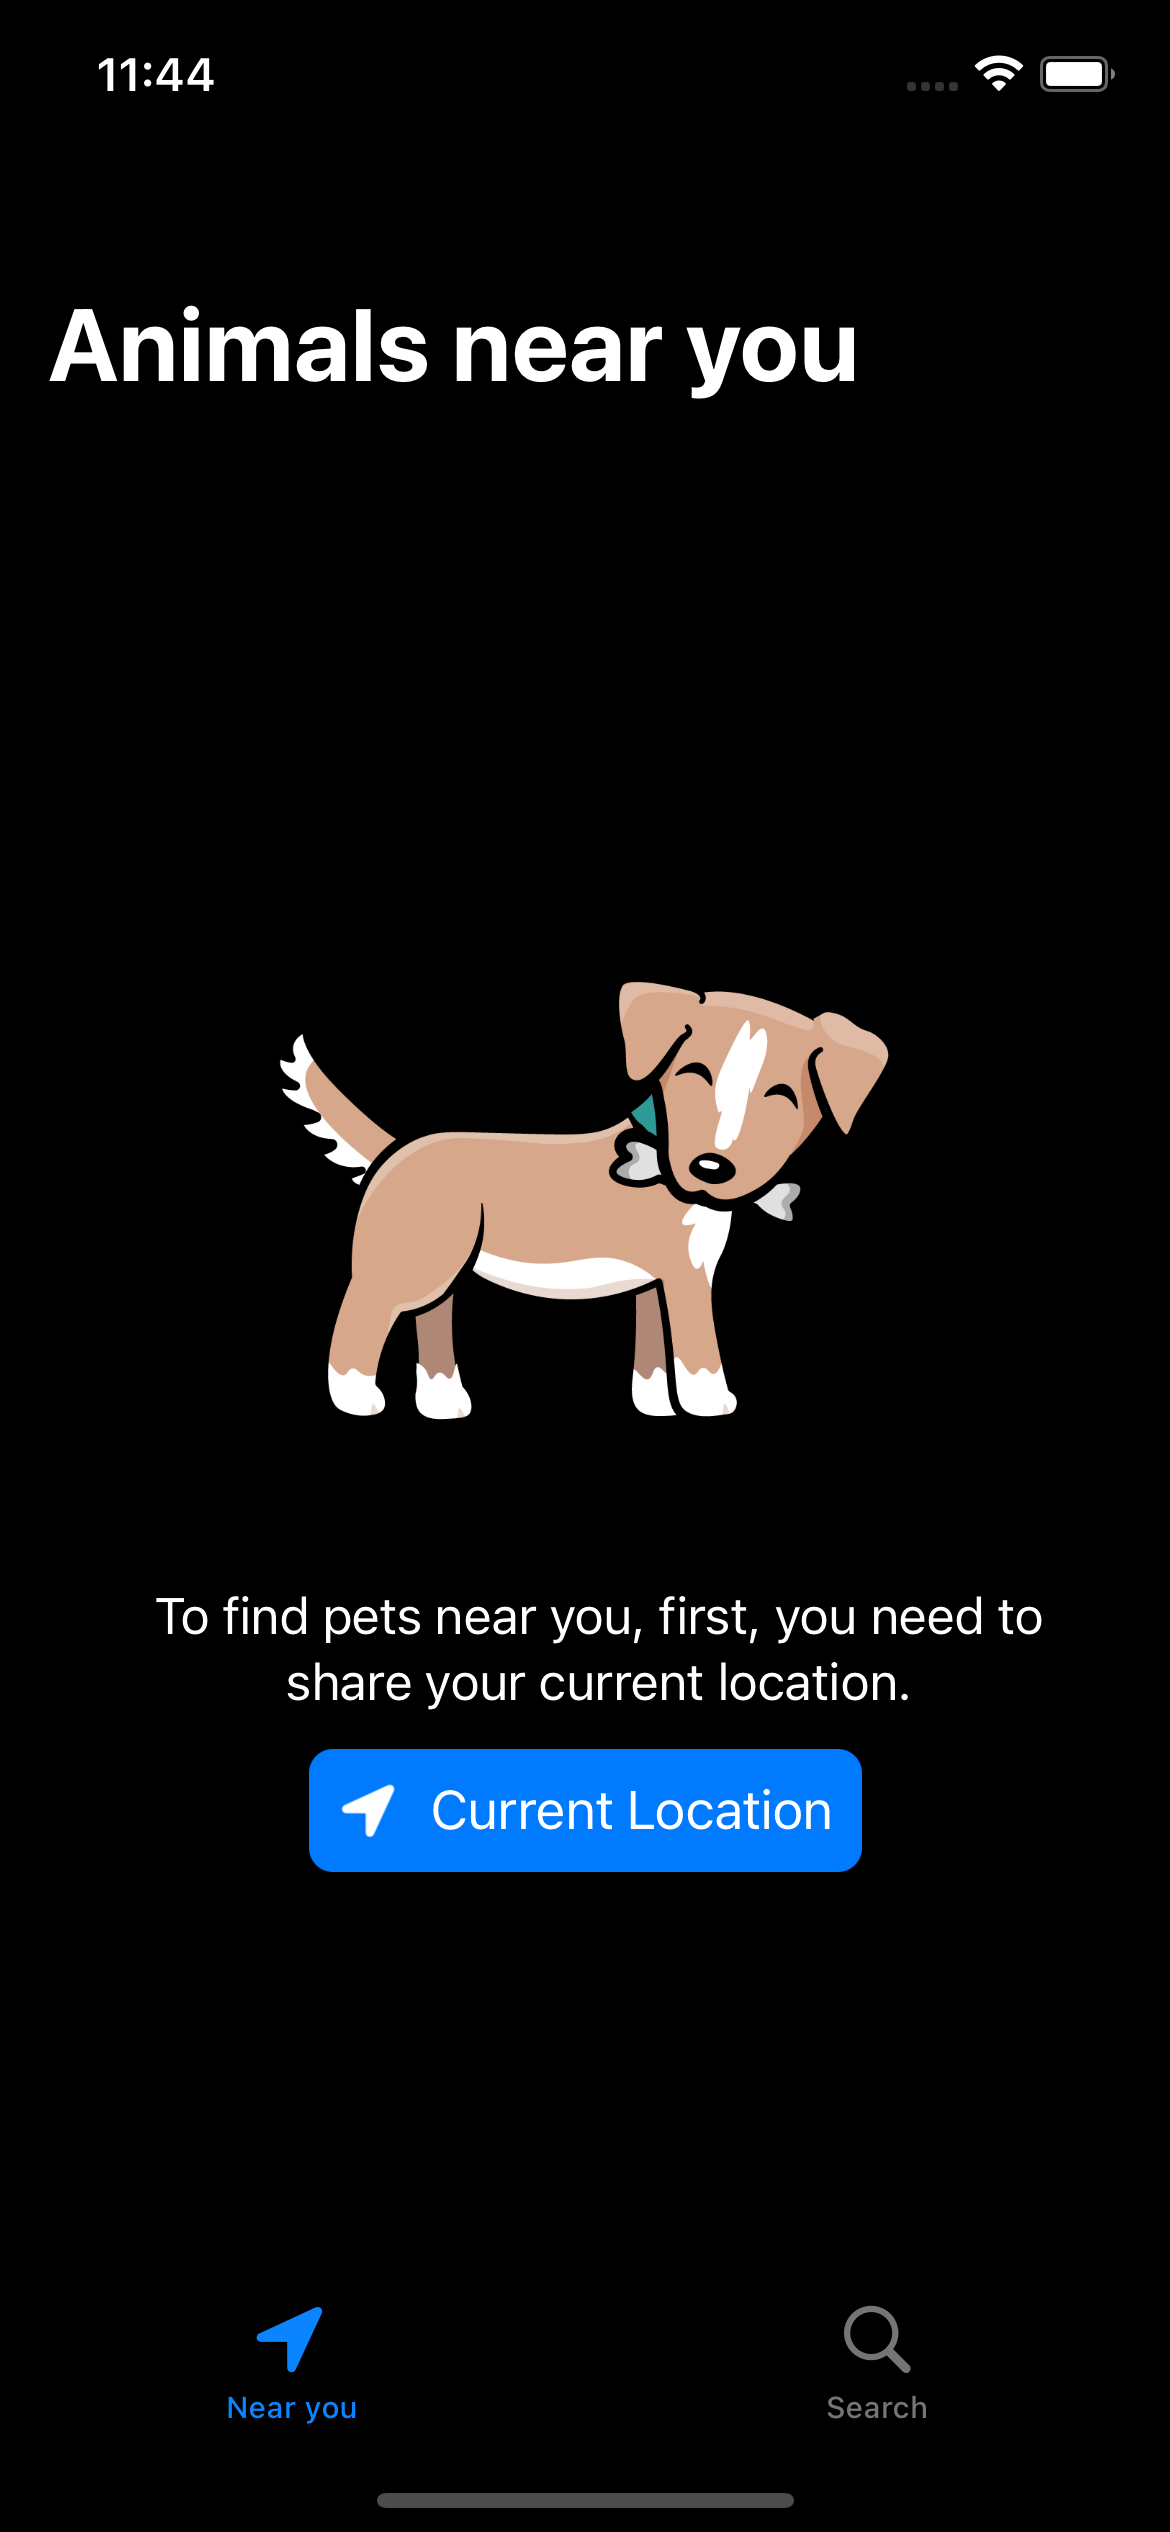 11:44
Animals near you
To find pets near you, first, you need to
share your current location.
Current Location
Near you
Search